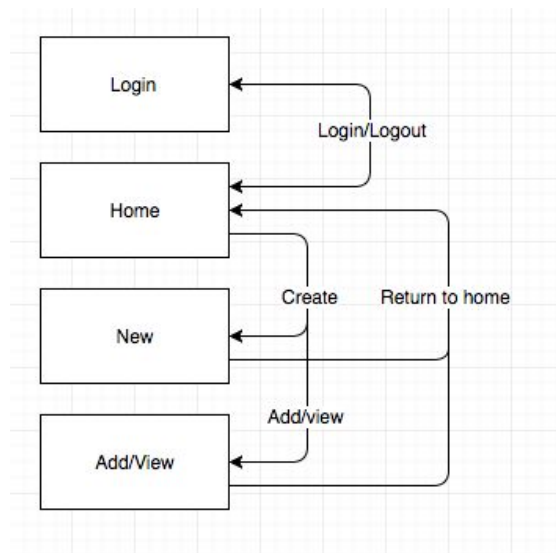 Login
Login/Logout
Home
Create
Return to home
New
Add/view
Add/View